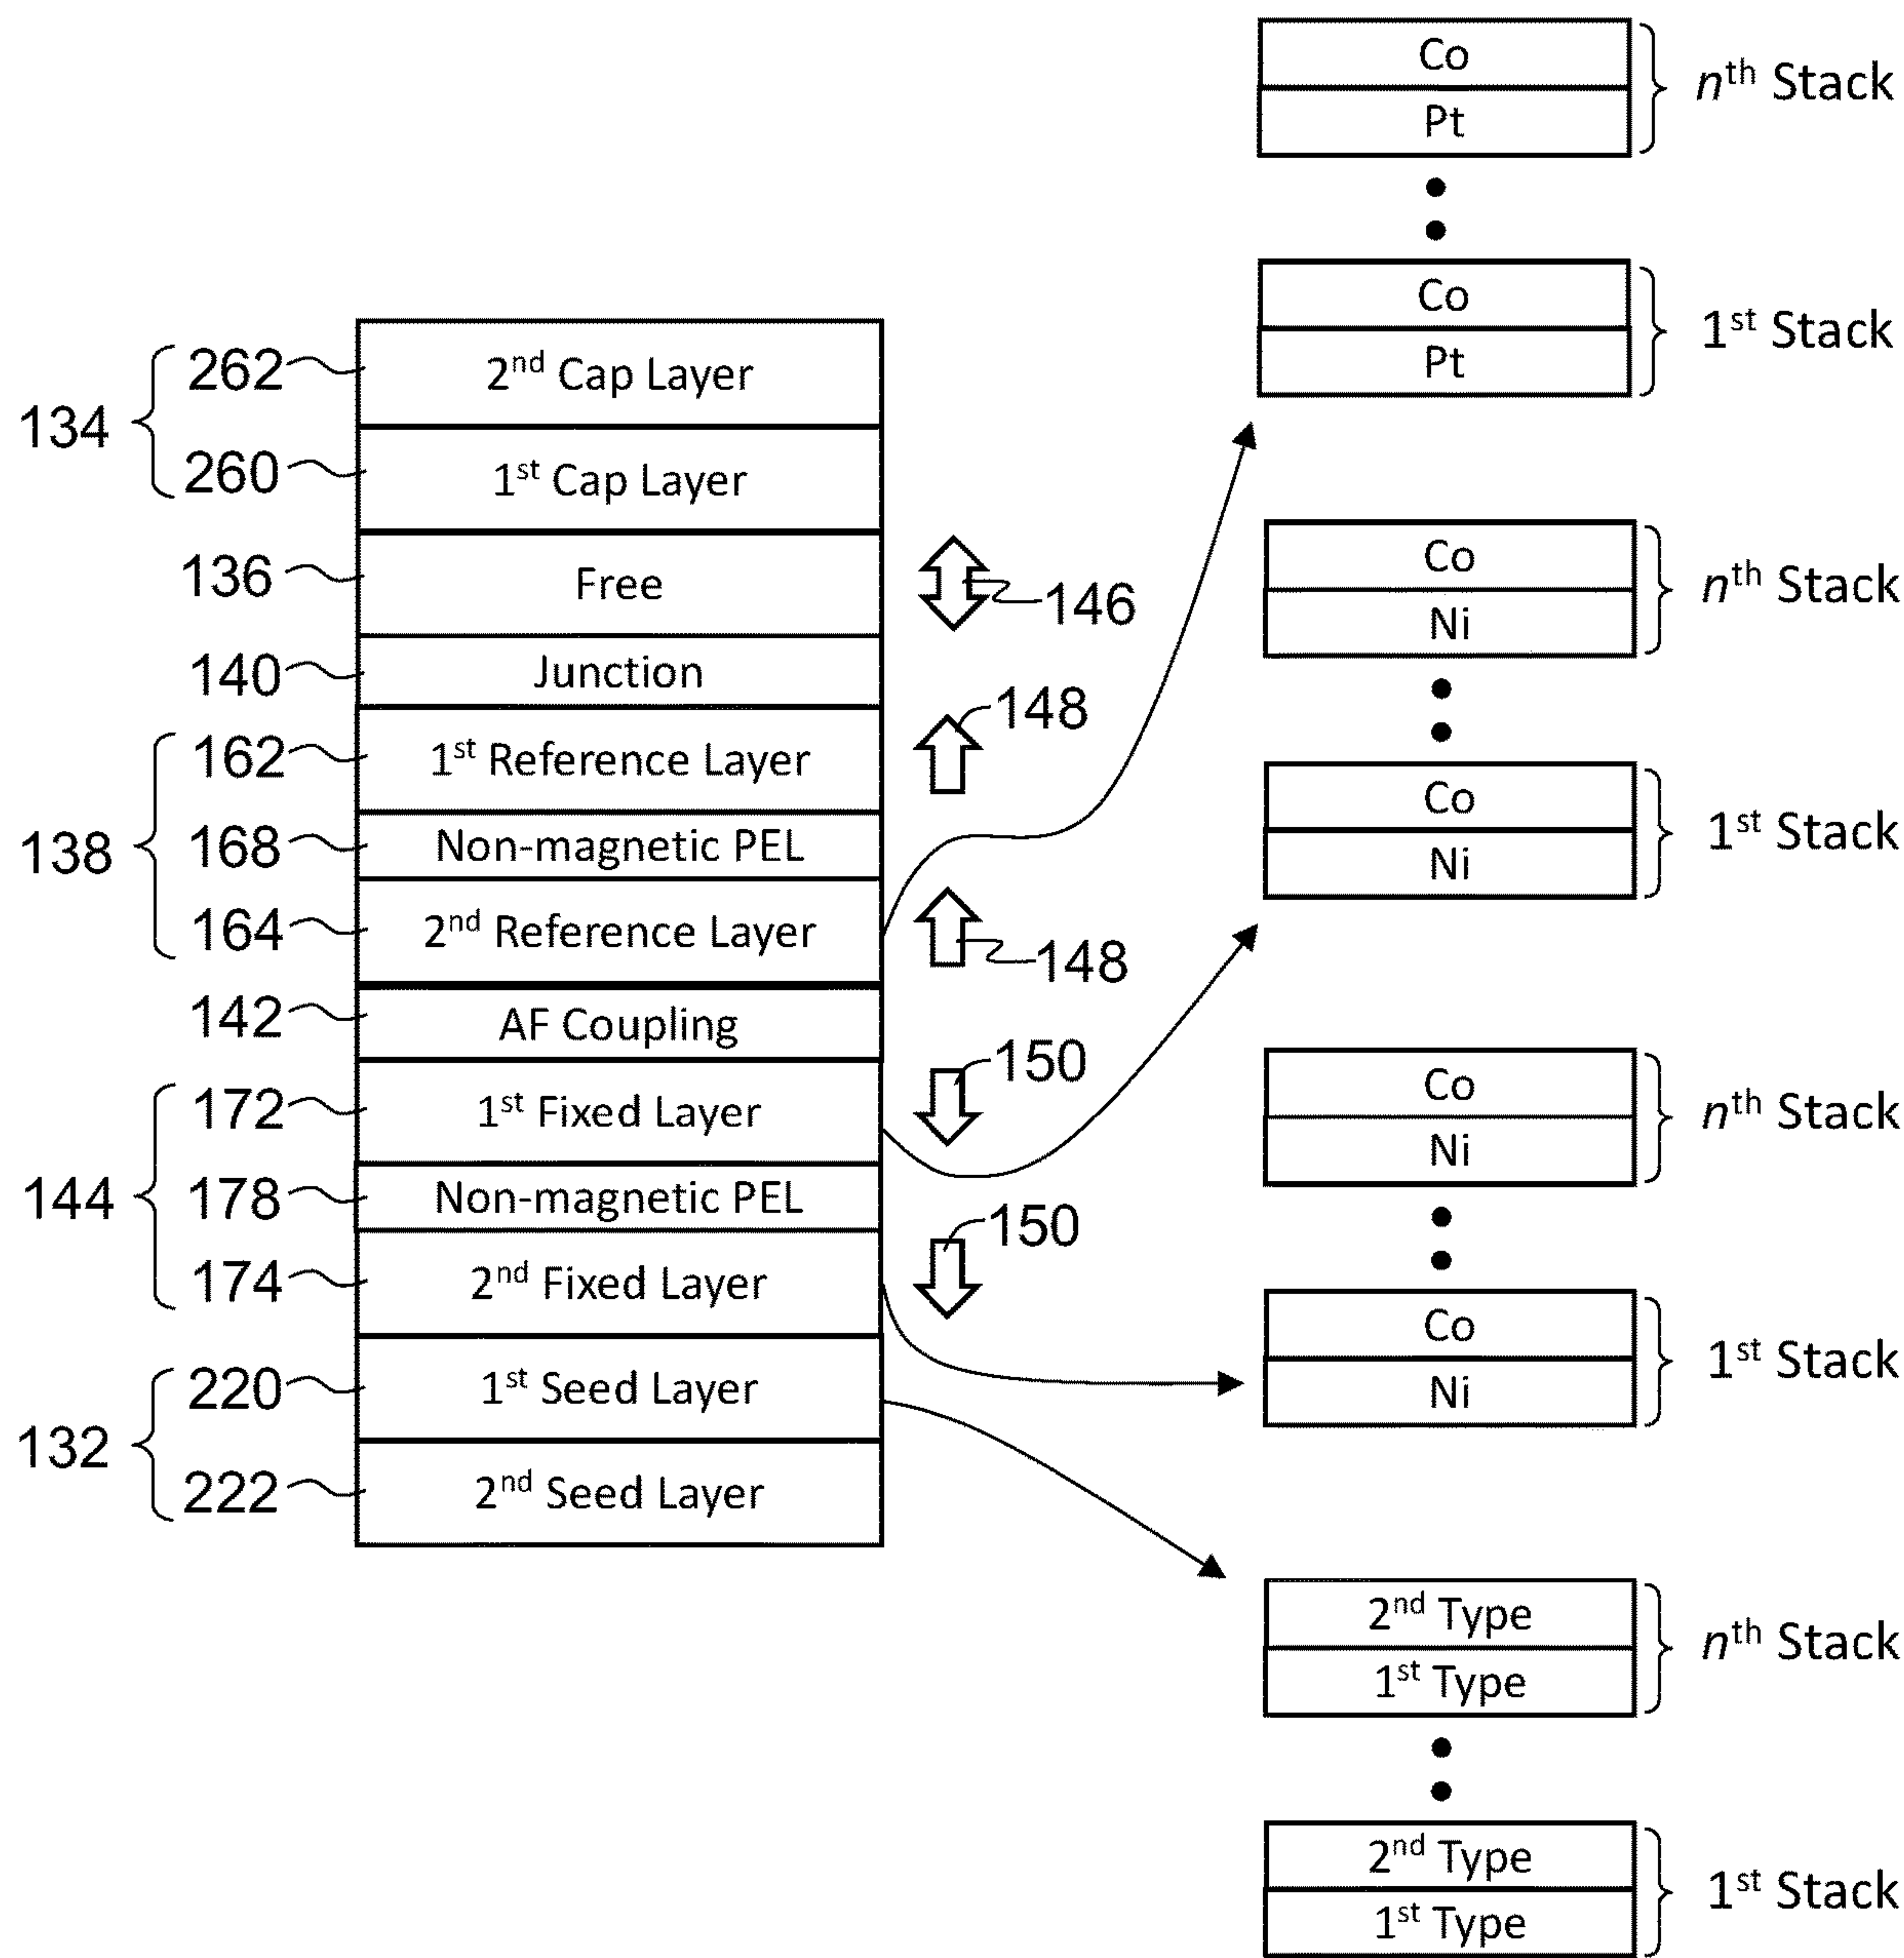 134
262
2nd Cap Layer
260
1st Cap Layer
136
Free
146
140
Junction
138
162
1st Reference Layer
148
168
Non-magnetic PEL
164
2nd Reference Layer
148
142
AF Coupling
144
172
1st Fixed Layer
150
178
Non-magnetic PEL
174
2nd Fixed Layer
150
132
220
1st Seed Layer
222
2nd Seed Layer
Co
Pt
nth Stack
Co
Pt
1st Stack
Co
Ni
nth Stack
Co
Ni
1st Stack
Co
Ni
nth Stack
Co
Ni
1st Stack
2nd Type
1st Type
nth Stack
2nd Type
1st Type
1st Stack